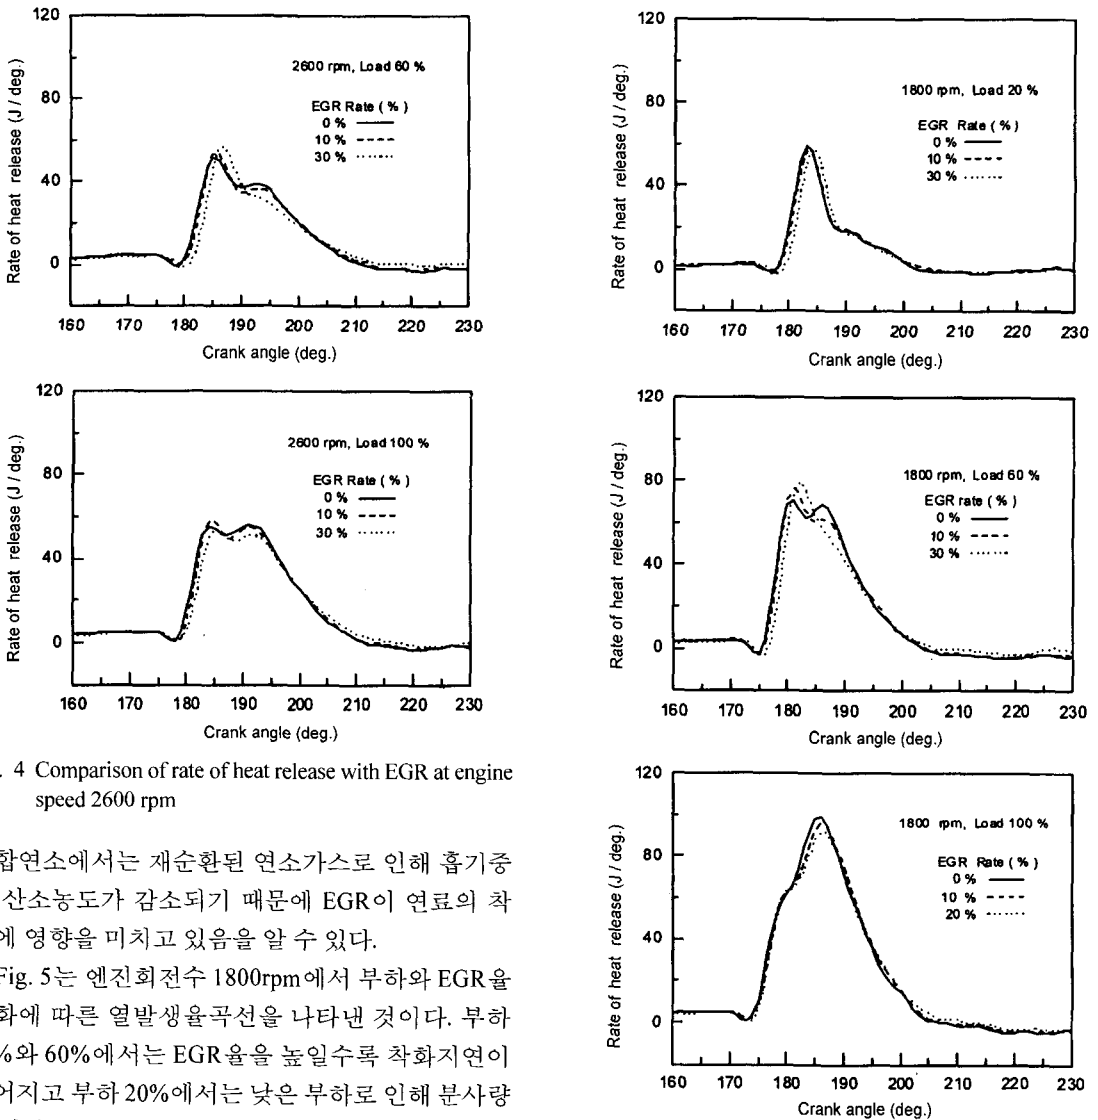 120
80
40
0
Rate of heat release (J / deg.)
2600 rpm, Load 60 %
EGR Rate ( % )
0 %
10 %
30 %
160 170 180 190 200 210 220 230
Crank angle (deg.)
120
80
40
0
Rate of heat release (J / deg.)
2600 rpm, Load 100 %
EGR Rate ( % )
0 %
10 %
30 %
160 170 180 190 200 210 220 230
Crank angle (deg.)
. 4 Comparison of rate of heat release with EGR at engine
speed 2600 rpm
합연소에서는 재순환된 연소가스로 인해 흡기중
산소농도가 감소되기 때문에 EGR이 연료의 착
에 영향을 미치고 있음을 알 수 있다.
Fig. 5는 엔진회전수 1800rpm에서 부하와 EGR율
화에 따른 열발생율곡선을 나타낸 것이다. 부하
%와 60%에서는 EGR율을 높일수록 착화지연이
어지고 부하 20%에서는 낮은 부하로 인해 분사량
120
80
40
0
Rate of heat release (J / deg.)
1800 rpm, Load 20 %
EGR Rate ( % )
0 %
10 %
30 %
160 170 180 190 200 210 220 230
Crank angle (deg.)
120
80
40
0
Rate of heat release (J / deg.)
1800 rpm, Load 60 %
EGR rate ( % )
0 %
10 %
30 %
160 170 180 190 200 210 220 230
Crank angle (deg.)
120
80
40
0
Rate of heat release (J / deg.)
1800 rpm, Load 100 %
EGR Rate ( % )
0 %
10 %
20 %
160 170 180 190 200 210 220 230
Crank angle (deg.)